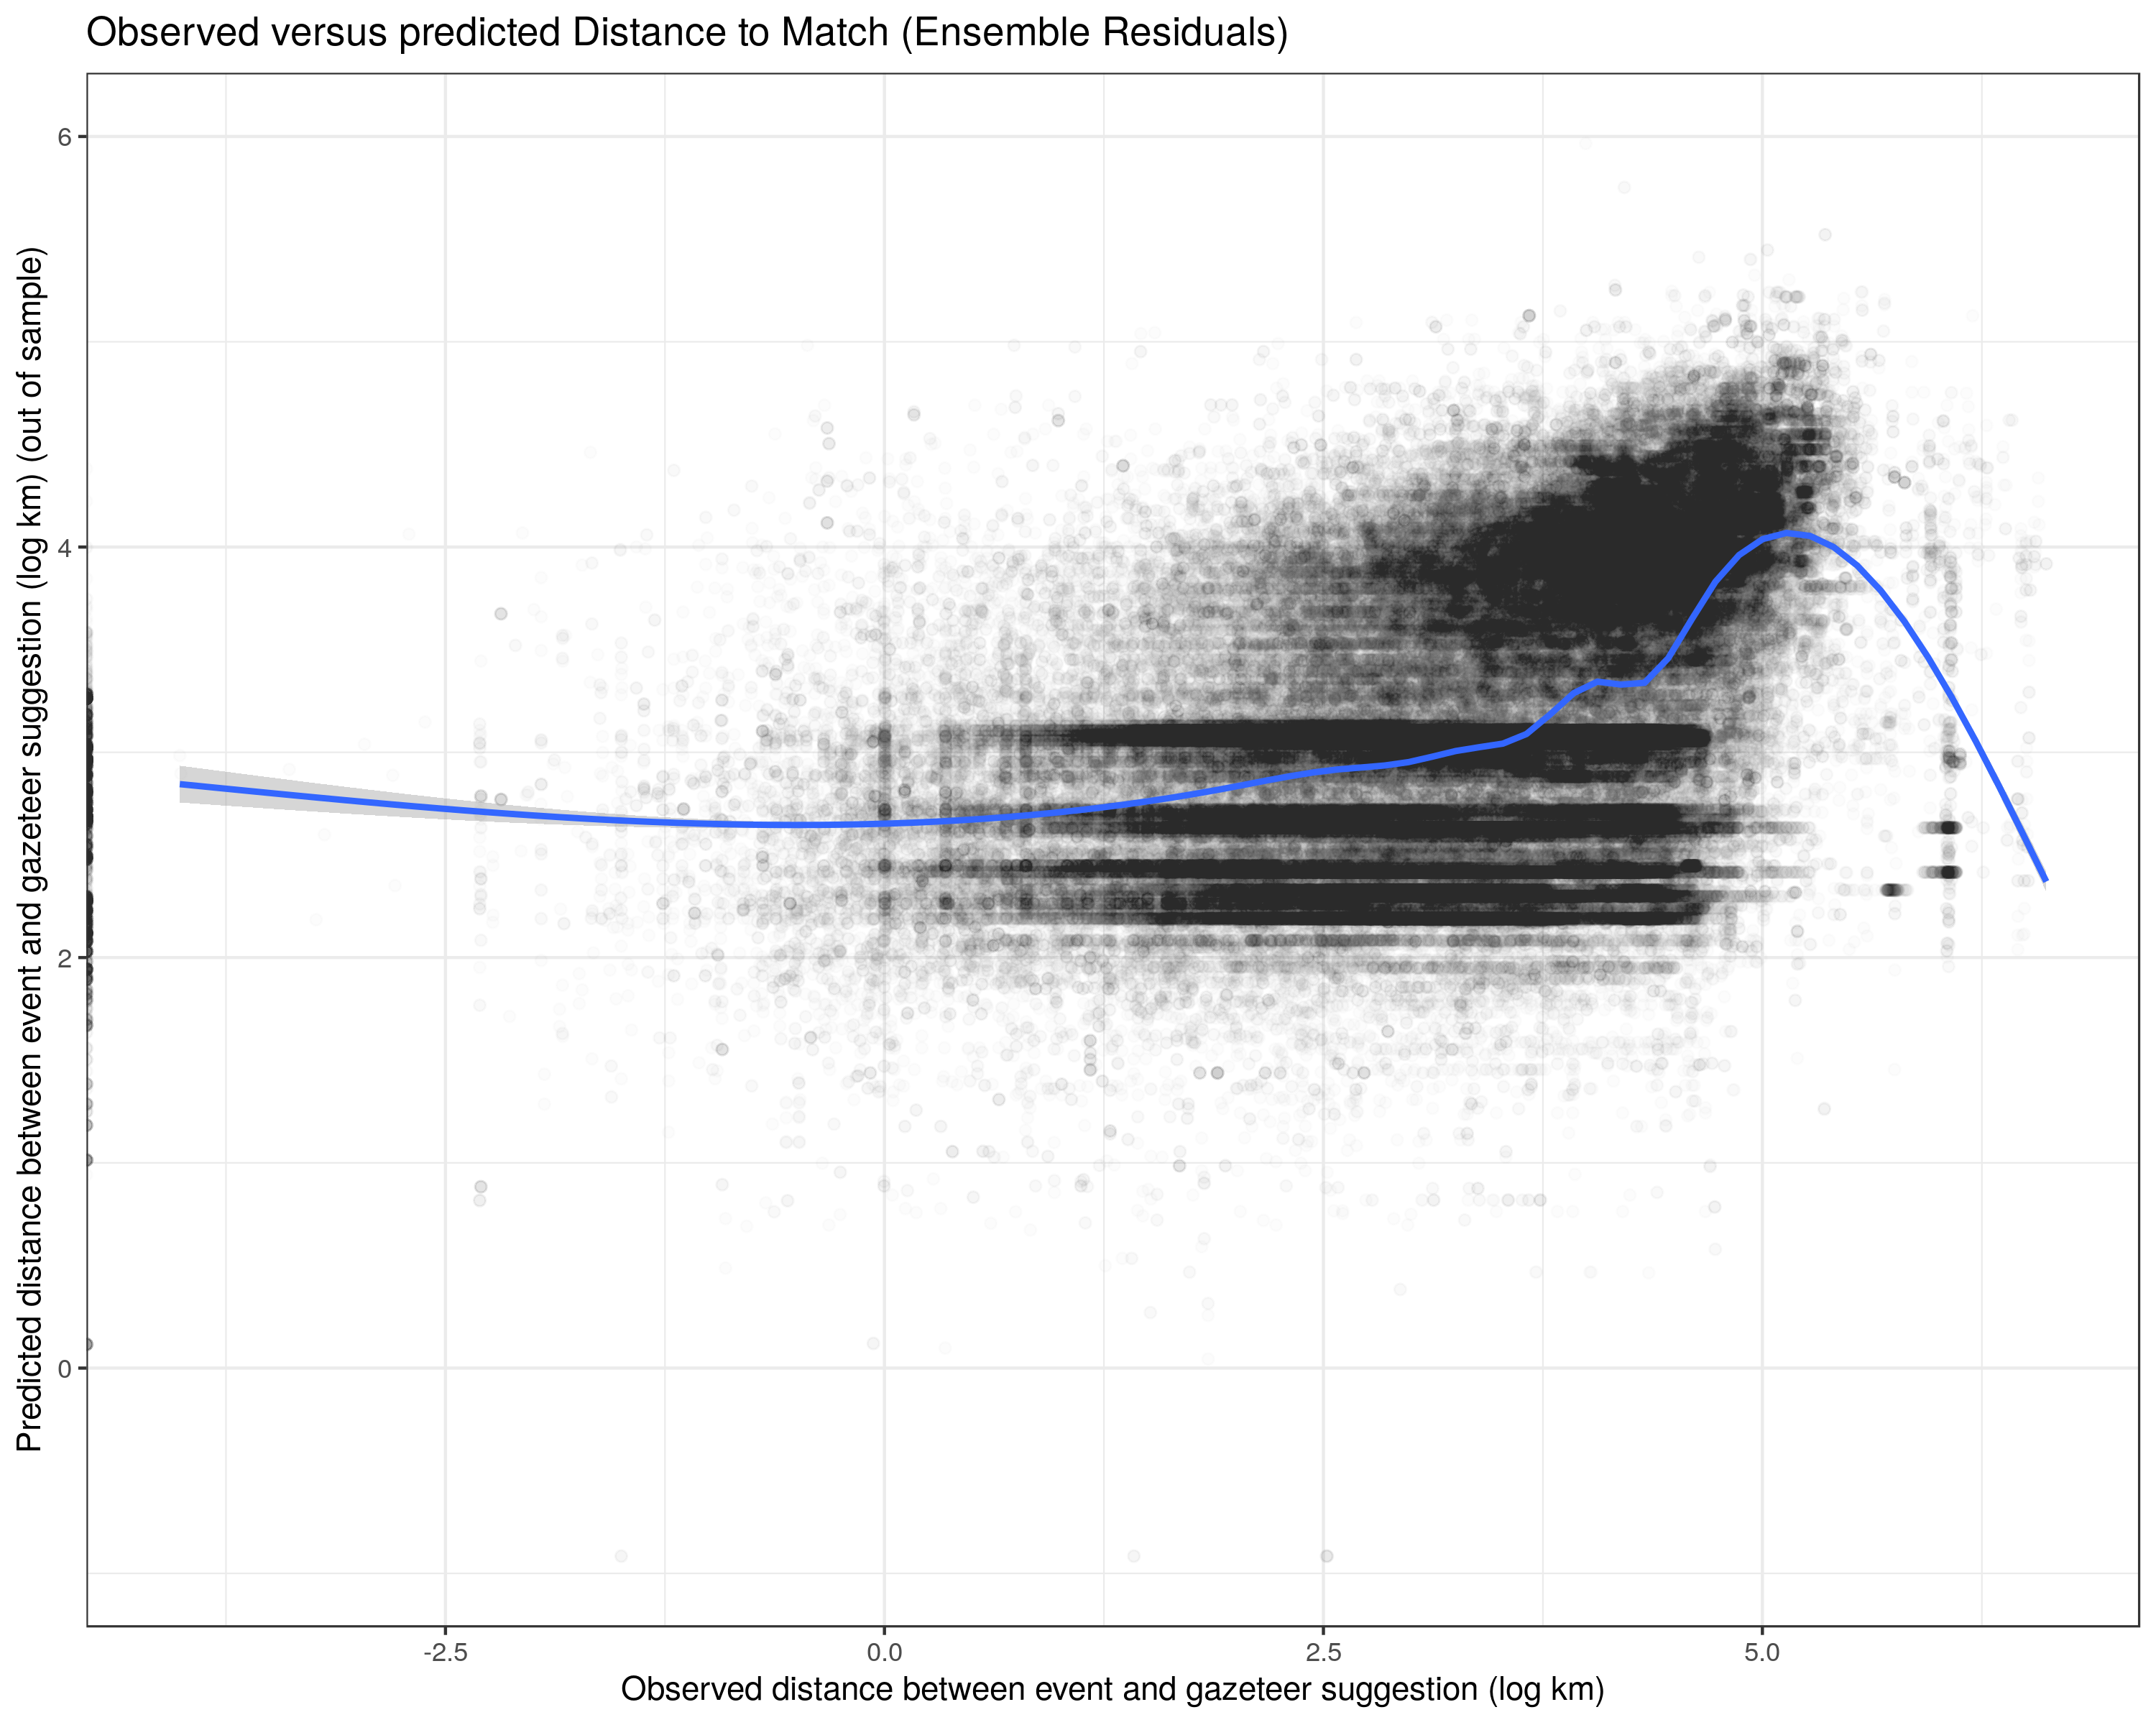 Observed versus predicted Distance to Match (Ensemble Residuals)
Predicted distance between event and gazeteer suggestion (log km) (out of sample)
6
4
2
0
-2.5
0.0
2.5
5.0
Observed distance between event and gazeteer suggestion (log km)